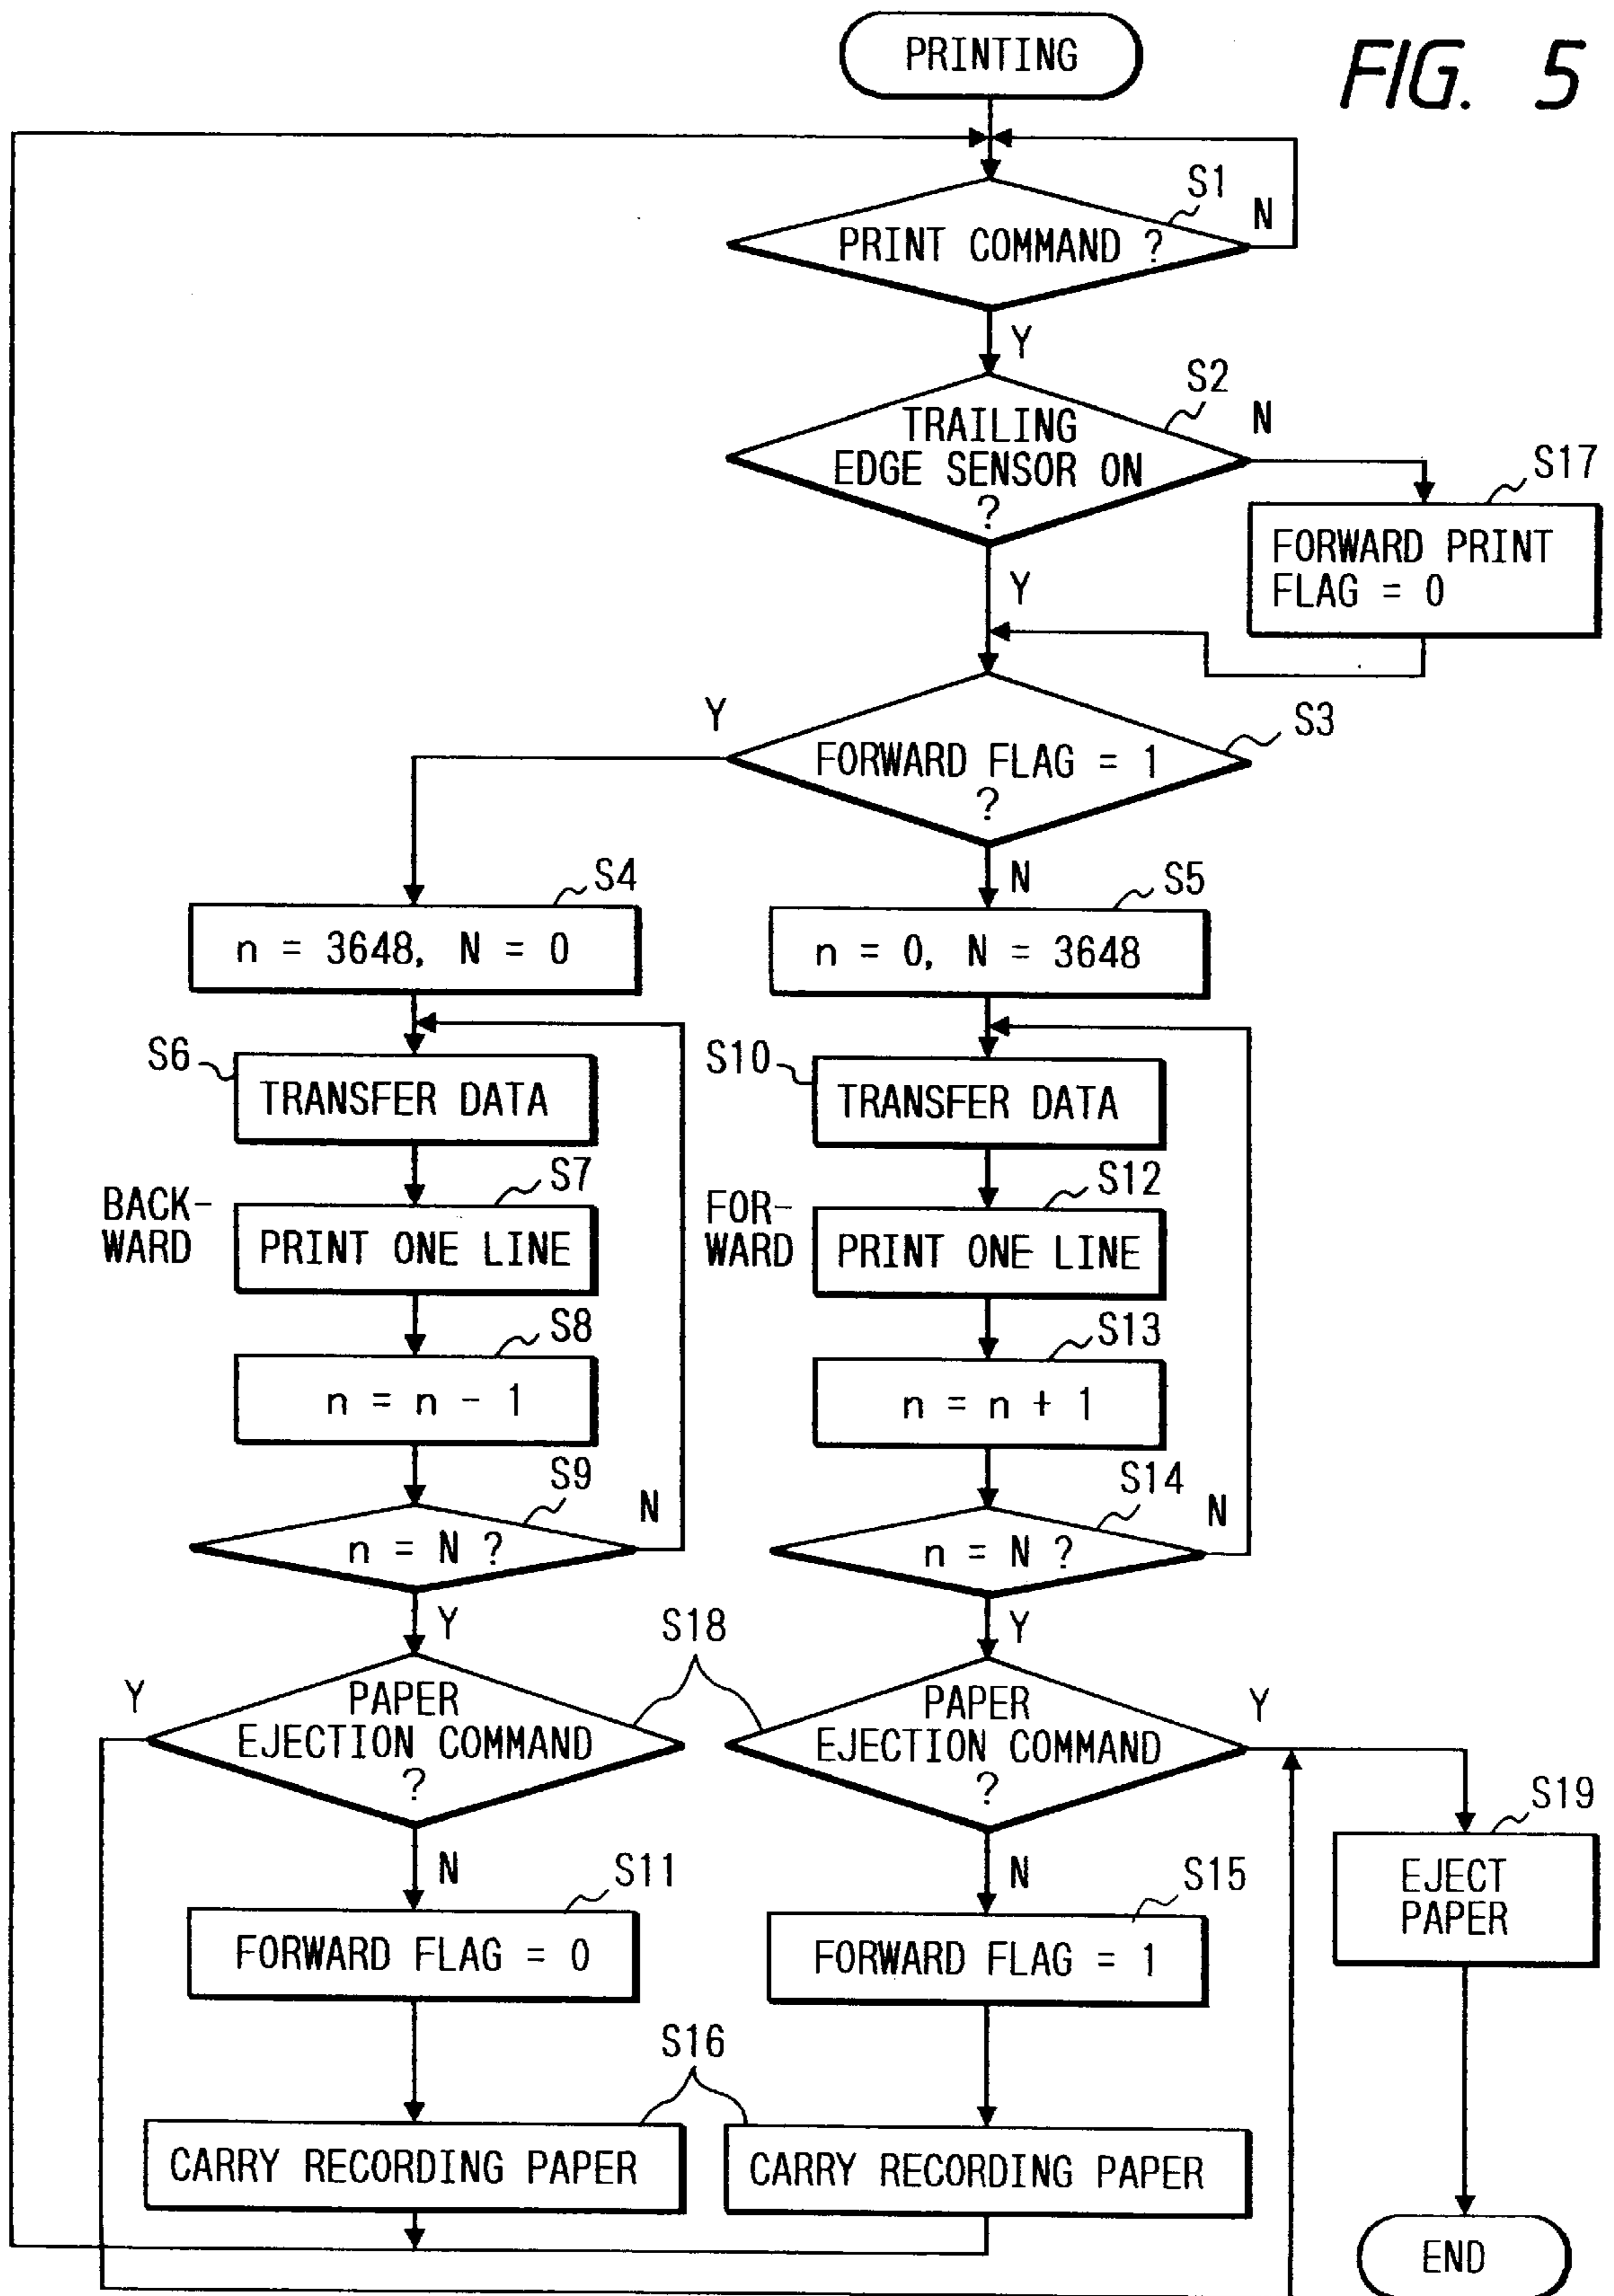 PRINTING
FIG. 5
S1
N
PRINT COMMAND ?
Y
S2
N
TRAILING
EDGE SENSOR ON
?
S17
FORWARD PRINT
FLAG = 0
Y
Y
S3
FORWARD FLAG = 1
?
N
S4
S5
n = 3648, N = 0
n = 0, N = 3648
S6
TRANSFER DATA
S10
TRANSFER DATA
BACK-
WARD
S7
PRINT ONE LINE
FOR-
WARD
S12
PRINT ONE LINE
S8
n = n - 1
S13
n = n + 1
S9
n = N ?
N
S14
n = N ?
N
Y
Y
S18
Y
PAPER
EJECTION COMMAND
?
PAPER
EJECTION COMMAND
?
Y
S19
EJECT
PAPER
N
S11
N
S15
FORWARD FLAG = 0
FORWARD FLAG = 1
S16
CARRY RECORDING PAPER
CARRY RECORDING PAPER
END